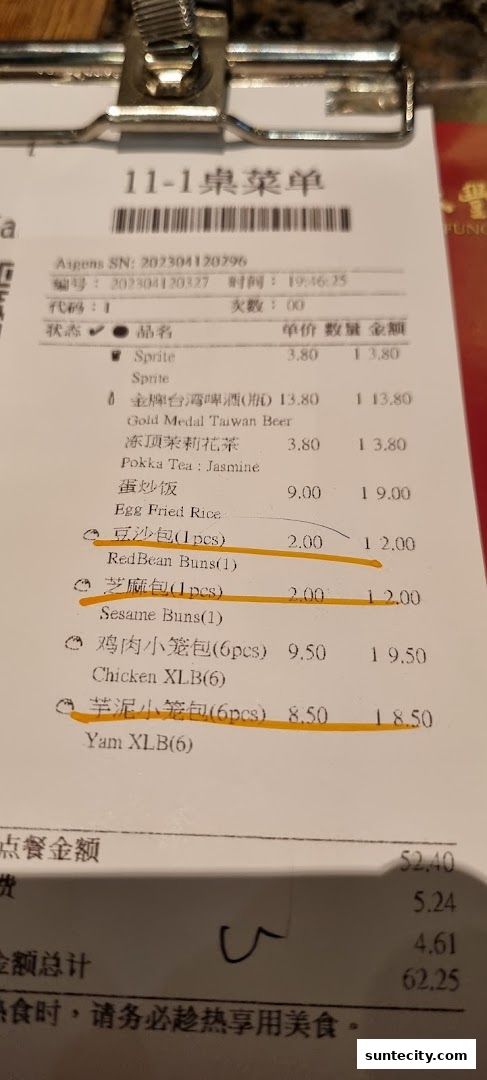 11-1桌菜单
Aigens SN: 202304120296
编号： 202304120327 时间： 19:46:25
代码：1 次数： 00
状态 ✔ ● 品名 单价 数量 金额
Sprite 3.80 1 3.80
Sprite
金牌台湾啤酒(瓶) 13.80 1 13.80
Gold Medal Taiwan Beer
冻顶茉莉花茶 3.80 1 3.80
Pokka Tea : Jasmine
蛋炒饭 9.00 1 9.00
Egg Fried Rice
豆沙包(1pcs) 2.00 1 2.00
RedBean Buns(1)
芝麻包(1pcs) 2.00 1 2.00
Sesame Buns(1)
鸡肉小笼包(6pcs) 9.50 1 9.50
Chicken XLB(6)
芋泥小笼包(6pcs) 8.50 1 8.50
Yam XLB(6)
点餐金额 52.40
费 5.24
4.61
金额总计 62.25
热食时，请务必趁热享用美食。
suntecity.com